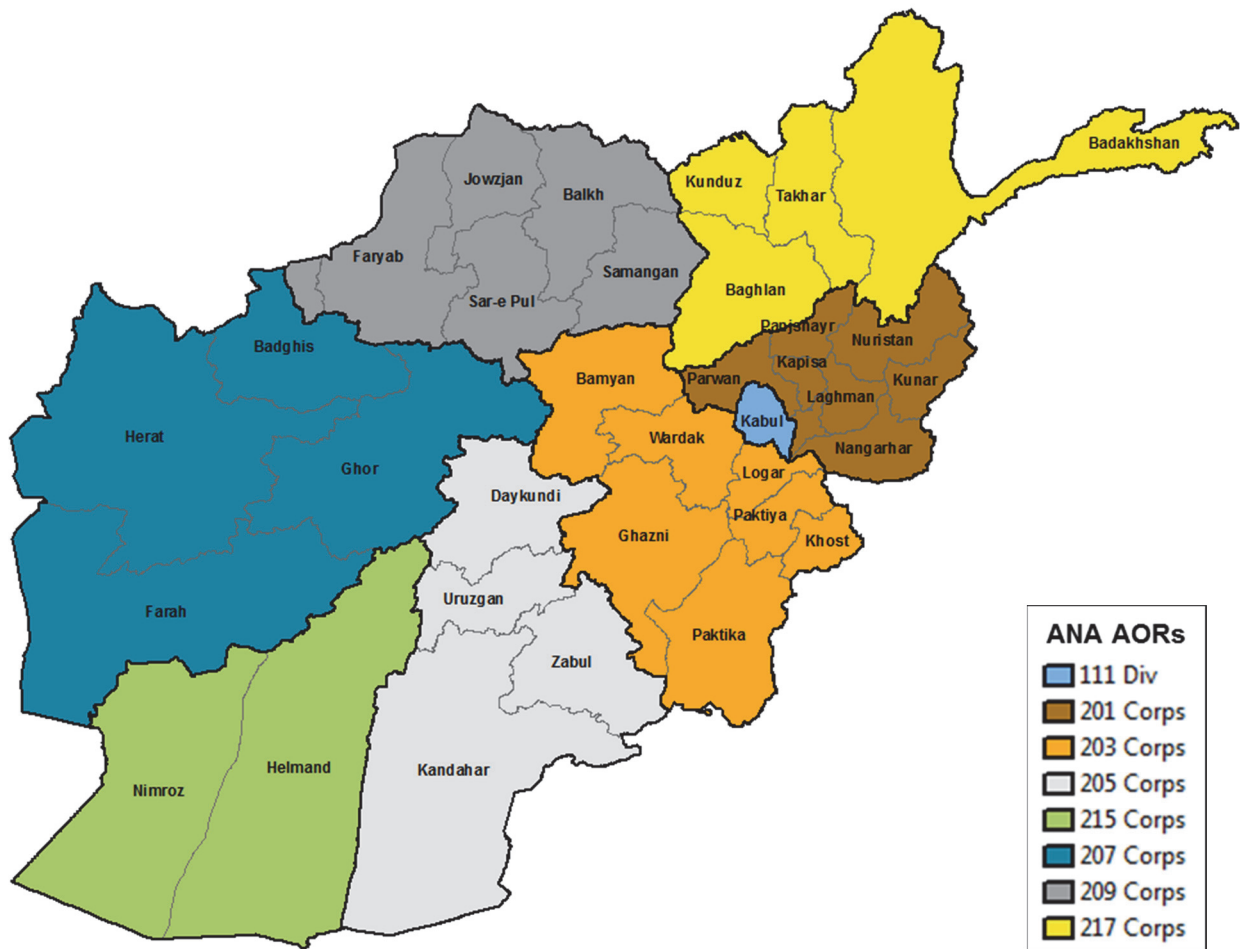 Badakhshan
Kunduz
Takhar
Jowzjan
Balkh
Faryab
Samangan
Sar-e Pul
Baghlan
Panjshayr
Nuristan
Badghis
Kapisa
Bamyan
Parwan
Kunar
Laghman
Kabul
Herat
Wardak
Nangarhar
Ghor
Logar
Daykundi
Paktiya
Ghazni
Khost
Uruzgan
Farah
Paktika
Zabul
Helmand
Kandahar
Nimroz
ANA AORs
111 Div
201 Corps
203 Corps
205 Corps
215 Corps
207 Corps
209 Corps
217 Corps